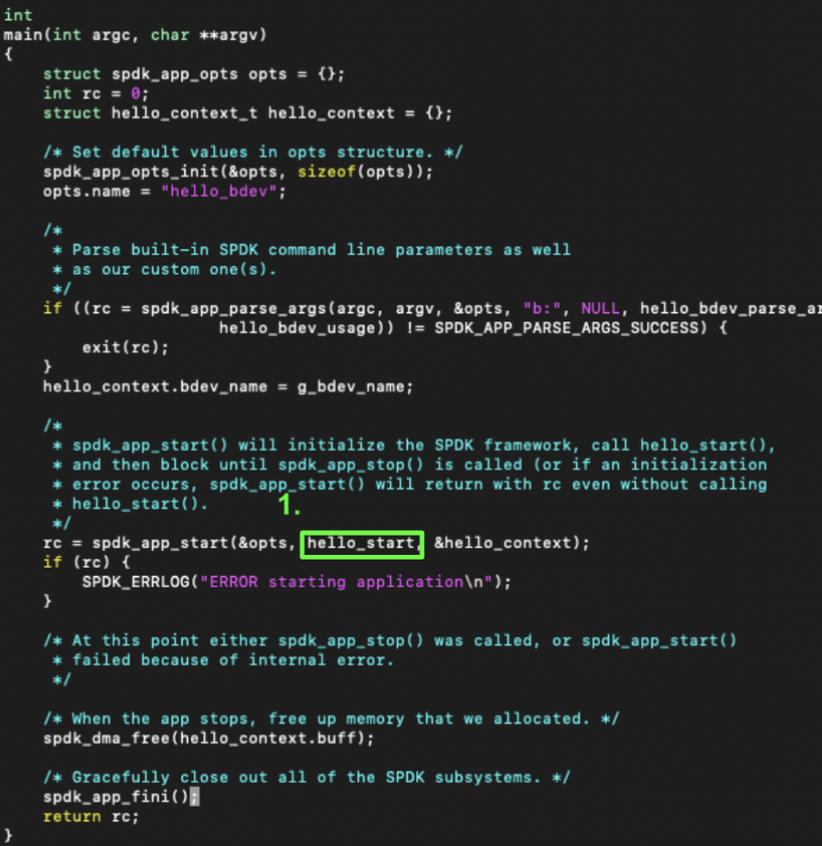 int
main(int argc, char **argv)
{
    struct spdk_app_opts opts = {};
    int rc = 0;
    struct hello_context_t hello_context = {};

    /* Set default values in opts structure. */
    spdk_app_opts_init(&opts, sizeof(opts));
    opts.name = "hello_bdev";

    /*
     * Parse built-in SPDK command line parameters as well
     * as our custom one(s).
     */
    if ((rc = spdk_app_parse_args(argc, argv, &opts, "b:", NULL, hello_bdev_parse_ar
                  hello_bdev_usage)) != SPDK_APP_PARSE_ARGS_SUCCESS) {
        exit(rc);
    }
    hello_context.bdev_name = g_bdev_name;

    /*
     * spdk_app_start() will initialize the SPDK framework, call hello_start(),
     * and then block until spdk_app_stop() is called (or if an initialization
     * error occurs, spdk_app_start() will return with rc even without calling
     * hello_start().
1.
     */
    rc = spdk_app_start(&opts, hello_start, &hello_context);
    if (rc) {
        SPDK_ERRLOG("ERROR starting application\n");
    }

    /* At this point either spdk_app_stop() was called, or spdk_app_start()
     * failed because of internal error.
     */

    /* When the app stops, free up memory that we allocated. */
    spdk_dma_free(hello_context.buff);

    /* Gracefully close out all of the SPDK subsystems. */
    spdk_app_fini();
    return rc;
}